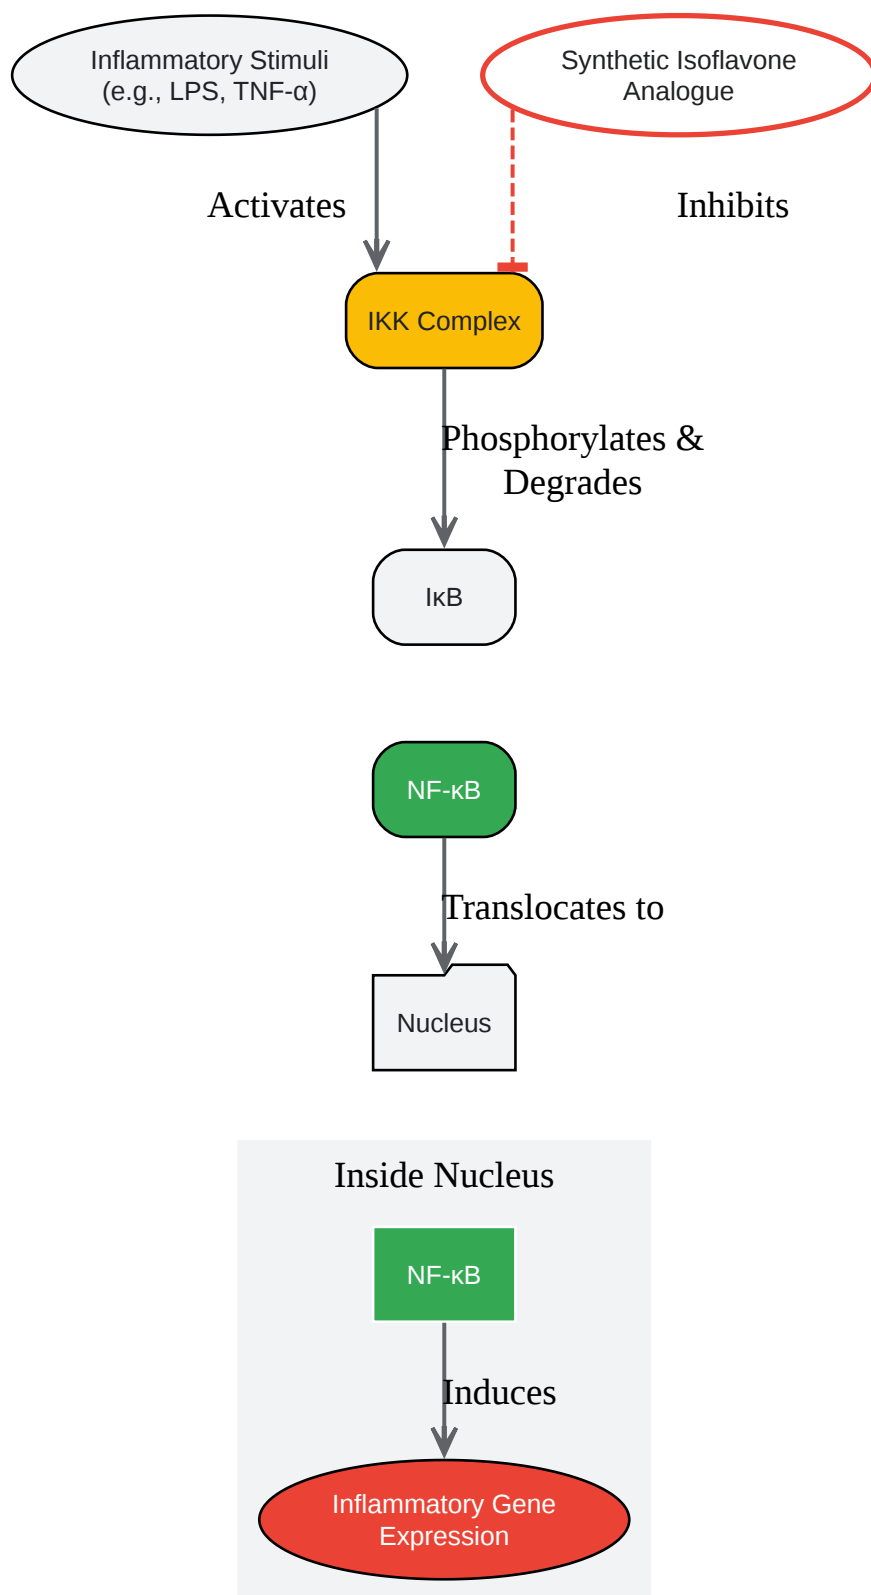 Inflammatory Stimuli
(e.g., LPS, TNF-α)
Synthetic Isoflavone
Analogue
Activates
Inhibits
IKK Complex
Phosphorylates &
Degrades
IκB
NF-κB
Translocates to
Nucleus
Inside Nucleus
NF-κB
Induces
Inflammatory Gene
Expression